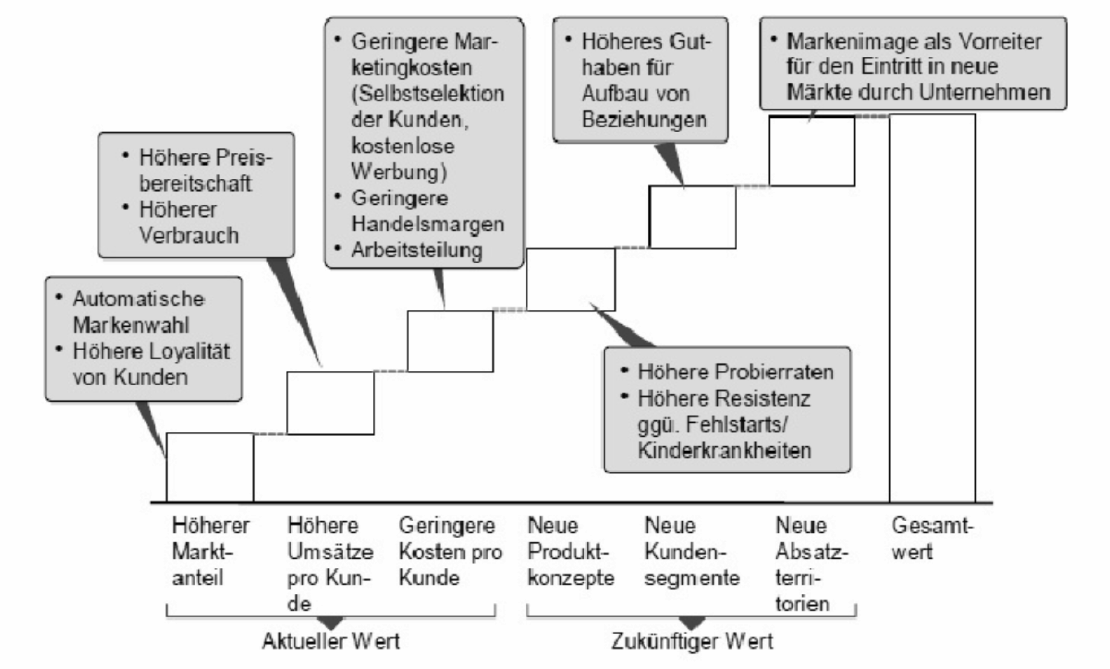 • Automatische
Markenwahl
• Höhere Loyalität
von Kunden
• Höhere Preis-
bereitschaft
• Höherer
Verbrauch
• Geringere Mar-
ketingkosten
(Selbstselektion
der Kunden,
kostenlose
Werbung)
• Geringere
Handelsmargen
• Arbeitsteilung
• Höhere Probierraten
• Höhere Resistenz
ggü. Fehlstarts/
Kinderkrankheiten
• Höheres Gut-
haben für
Aufbau von
Beziehungen
• Markenimage als Vorreiter
für den Eintritt in neue
Märkte durch Unternehmen
Höherer
Markt-
anteil
Höhere
Umsätze
pro Kun-
de
Geringere
Kosten pro
Kunde
Neue
Produkt-
konzepte
Neue
Kunden-
segmente
Neue
Absatz-
terri-
torien
Gesamt-
wert
Aktueller Wert
Zukünftiger Wert